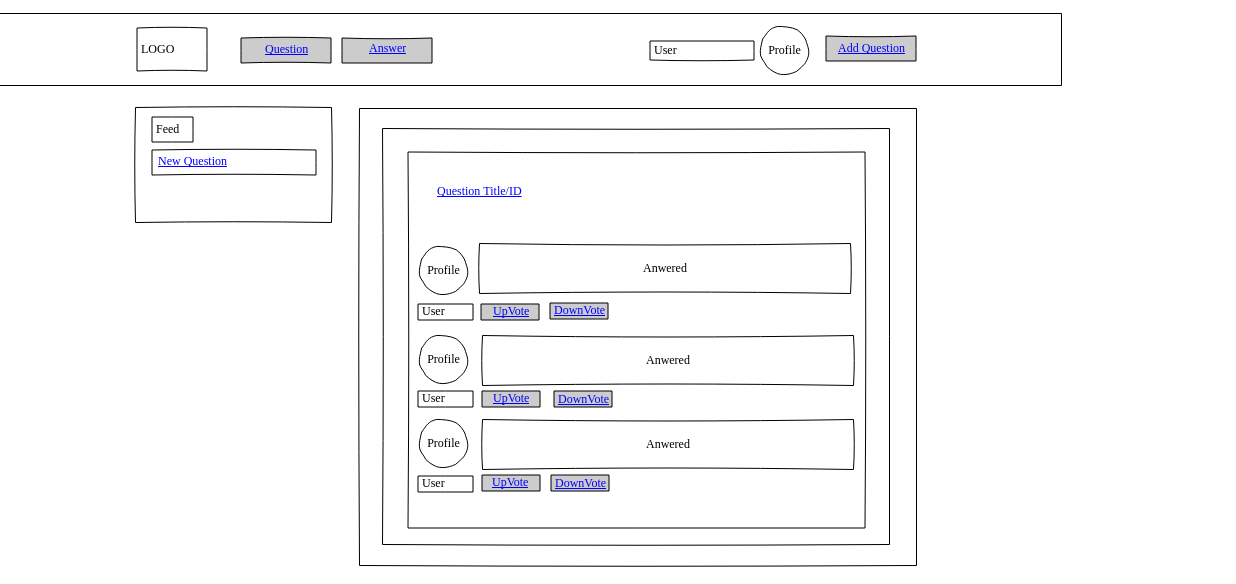 LOGO
Question
Answer
User
Profile
Add Question
Feed
New Question
Question Title/ID
Profile
Anwered
User
UpVote
DownVote
Profile
Anwered
User
UpVote
DownVote
Profile
Anwered
User
UpVote
DownVote